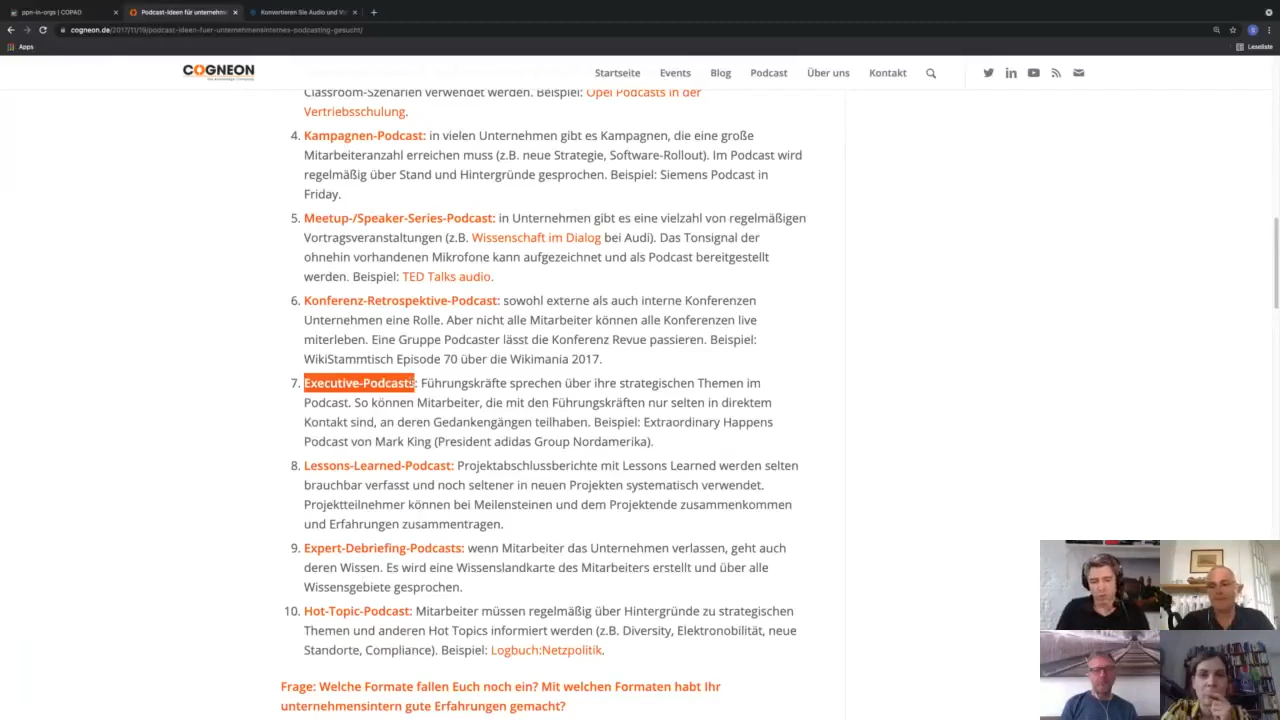 ppn-in-orgs | COPAO
Podcast-Ideen für unternehm
Konvertieren Sie Audio und Vi
cogneon.de/2017/11/19/podcast-ideen-fuer-unternehmensinternes-podcasting-gesucht/
Apps
Leseliste
COGNEON
Startseite Events Blog Podcast Über uns Kontakt
Classroom-Szenarien verwendet werden. Beispiel: Opel Podcasts in der
Vertriebsschulung.
4. Kampagnen-Podcast: in vielen Unternehmen gibt es Kampagnen, die eine große
Mitarbeiteranzahl erreichen muss (z.B. neue Strategie, Software-Rollout). Im Podcast wird
regelmäßig über Stand und Hintergründe gesprochen. Beispiel: Siemens Podcast in
Friday.
5. Meetup-/Speaker-Series-Podcast: in Unternehmen gibt es eine vielzahl von regelmäßigen
Vortragsveranstaltungen (z.B. Wissenschaft im Dialog bei Audi). Das Tonsignal der
ohnehin vorhandenen Mikrofone kann aufgezeichnet und als Podcast bereitgestellt
werden. Beispiel: TED Talks audio.
6. Konferenz-Retrospektive-Podcast: sowohl externe als auch interne Konferenzen
Unternehmen eine Rolle. Aber nicht alle Mitarbeiter können alle Konferenzen live
miterleben. Eine Gruppe Podcaster lässt die Konferenz Revue passieren. Beispiel:
WikiStammtisch Episode 70 über die Wikimania 2017.
7. Executive-Podcasts: Führungskräfte sprechen über ihre strategischen Themen im
Podcast. So können Mitarbeiter, die mit den Führungskräften nur selten in direktem
Kontakt sind, an deren Gedankengängen teilhaben. Beispiel: Extraordinary Happens
Podcast von Mark King (President adidas Group Nordamerika).
8. Lessons-Learned-Podcast: Projektabschlussberichte mit Lessons Learned werden selten
brauchbar verfasst und noch seltener in neuen Projekten systematisch verwendet.
Projektteilnehmer können bei Meilensteinen und dem Projektende zusammenkommen
und Erfahrungen zusammentragen.
9. Expert-Debriefing-Podcasts: wenn Mitarbeiter das Unternehmen verlassen, geht auch
deren Wissen. Es wird eine Wissenslandkarte des Mitarbeiters erstellt und über alle
Wissensgebiete gesprochen.
10. Hot-Topic-Podcast: Mitarbeiter müssen regelmäßig über Hintergründe zu strategischen
Themen und anderen Hot Topics informiert werden (z.B. Diversity, Elektronobilität, neue
Standorte, Compliance). Beispiel: Logbuch:Netzpolitik.
Frage: Welche Formate fallen Euch noch ein? Mit welchen Formaten habt Ihr
unternehmensintern gute Erfahrungen gemacht?